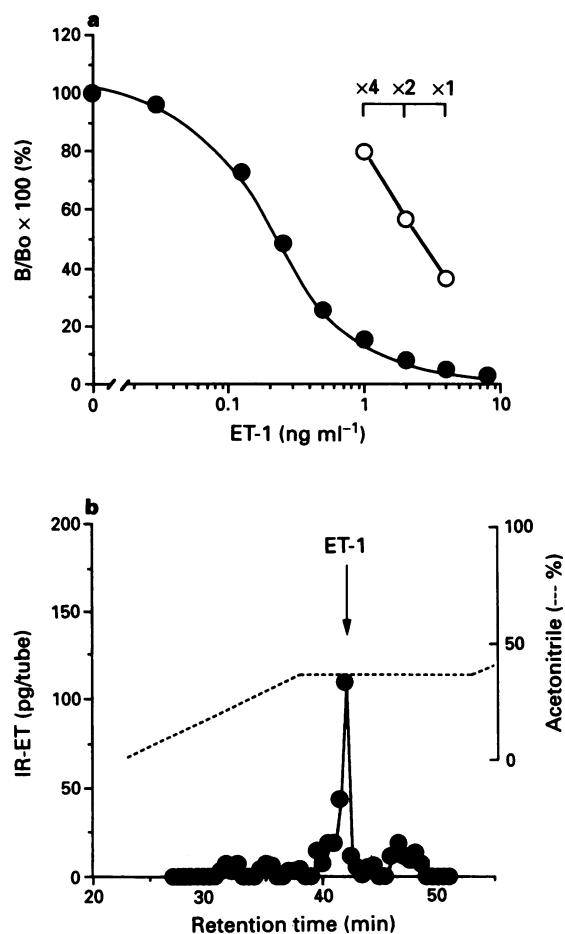 a
120
100
80
60
40
20
0
B/Bo × 100 (%)
×4 ×2 ×1
0 0.1 1 10
ET-1 (ng ml⁻¹)
b
200
150
100
50
0
IR-ET (pg/tube)
ET-1
100
50
0
Acetonitrile (--- %)
20 30 40 50
Retention time (min)